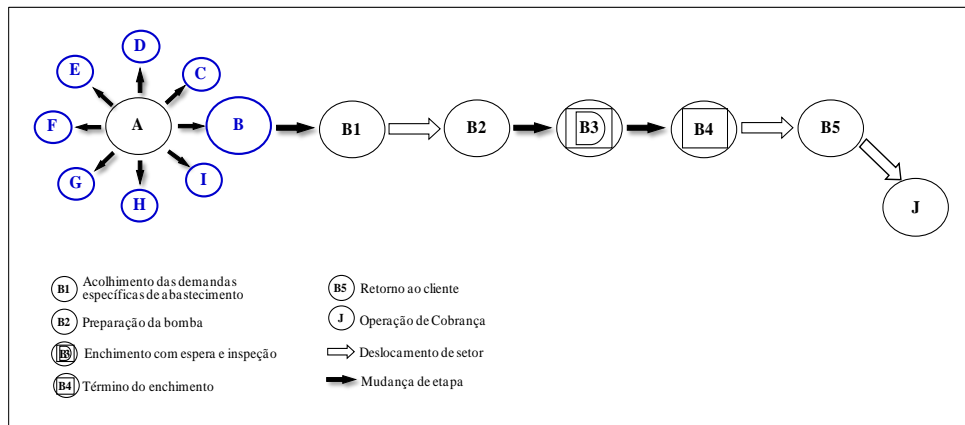 D
E
C
F
A
B
B1
B2
B3
B4
B5
G
I
H
J
B1 Acolhimento das demandas
específicas de abastecimento
B2 Preparação da bomba
B3 Enchimento com espera e inspeção
B4 Término do enchimento
B5 Retorno ao cliente
J Operação de Cobrança
Deslocamento de setor
Mudança de etapa